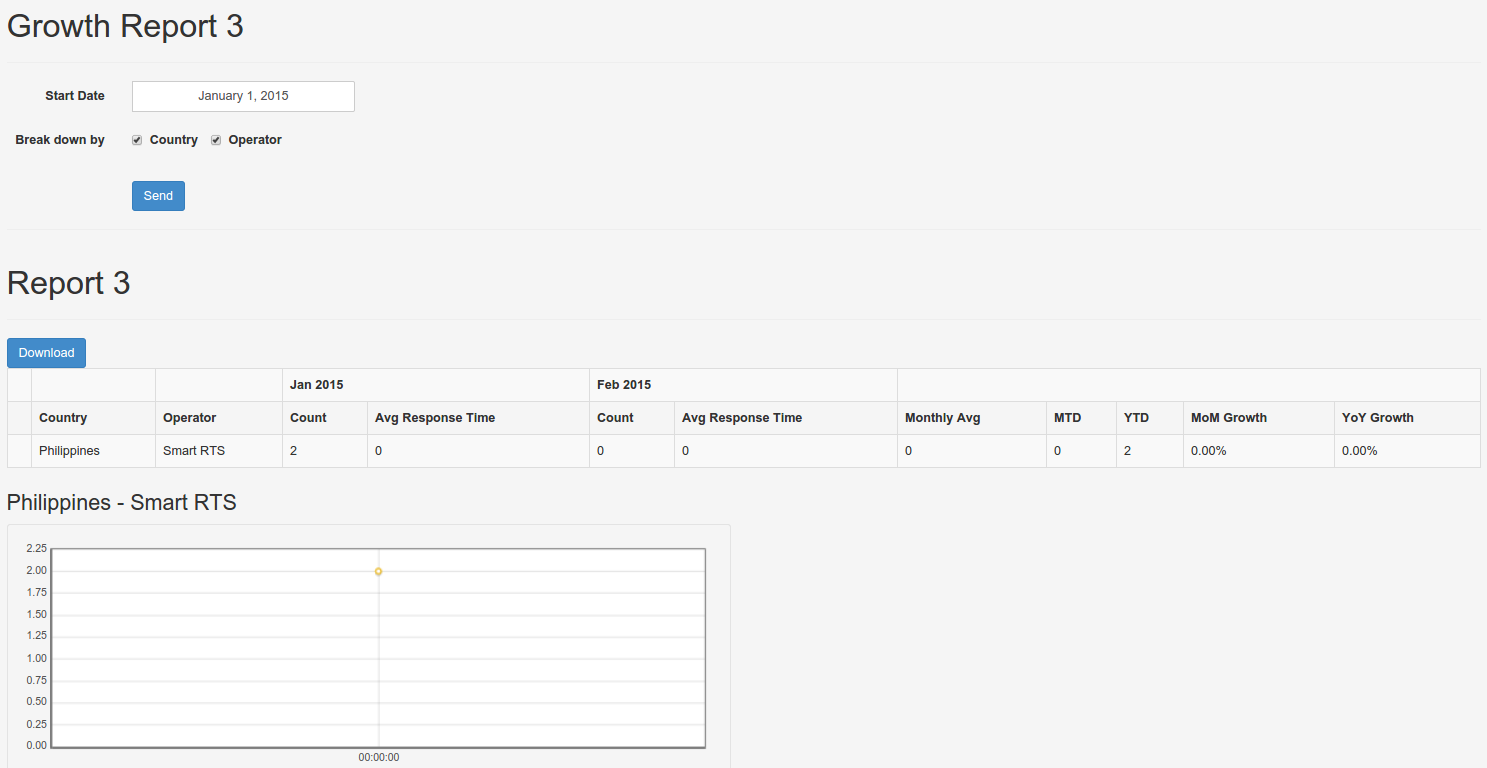 Growth Report 3
Start Date January 1, 2015
Break down by Country Operator
Send
Report 3
Download
Jan 2015 Feb 2015
Country Operator Count Avg Response Time Count Avg Response Time Monthly Avg MTD YTD MoM Growth YoY Growth
Philippines Smart RTS 2 0 0 0 0 0 2 0.00% 0.00%
Philippines - Smart RTS
2.25
2.00
1.75
1.50
1.25
1.00
0.75
0.50
0.25
0.00
00:00:00